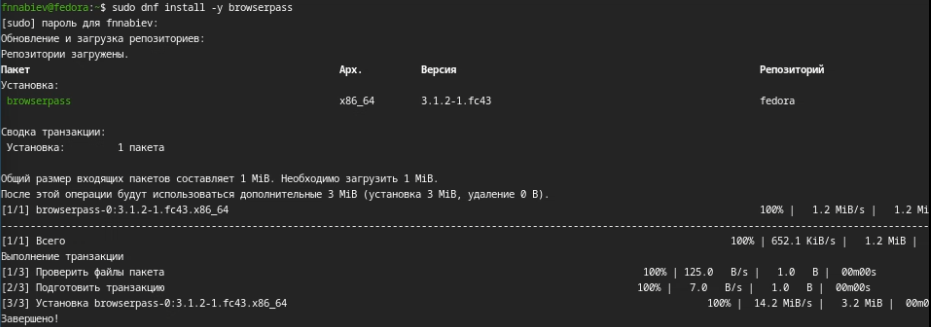 fnnabiev@fedora:~$ sudo dnf install -y browserpass
[sudo] пароль для fnnabiev:
Обновление и загрузка репозиториев:
Репозитории загружены.
Пакет Арх. Версия Репозиторий
Установка:
browserpass x86_64 3.1.2-1.fc43 fedora
Сводка транзакции:
Установка: 1 пакета
Общий размер входящих пакетов составляет 1 MiB. Необходимо загрузить 1 MiB.
После этой операции будут использоваться дополнительные 3 MiB (установка 3 MiB, удаление 0 B).
[1/1] browserpass-0:3.1.2-1.fc43.x86_64 100% | 1.2 MiB/s | 1.2 Mi
--------------------------------------------------------------------------------
[1/1] Всего 100% | 652.1 KiB/s | 1.2 MiB |
Выполнение транзакции
[1/3] Проверить файлы пакета 100% | 125.0 B/s | 1.0 B | 00m00s
[2/3] Подготовить транзакцию 100% | 7.0 B/s | 1.0 B | 00m00s
[3/3] Установка browserpass-0:3.1.2-1.fc43.x86_64 100% | 14.2 MiB/s | 3.2 MiB | 00m0
Завершено!